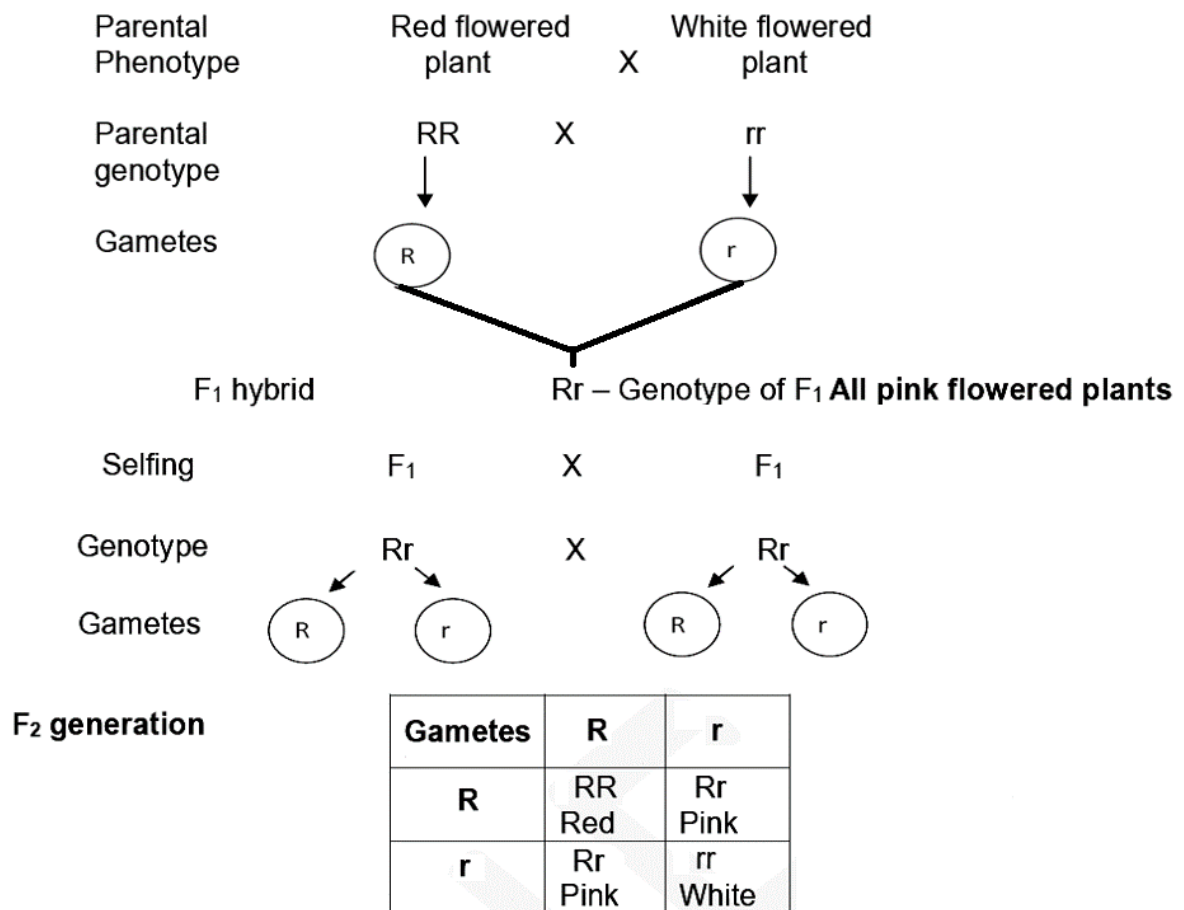 Parental Phenotype Red flowered plant X White flowered plant
Parental genotype RR X rr
Gametes R r
F₁ hybrid Rr – Genotype of F₁ All pink flowered plants
Selfing F₁ X F₁
Genotype Rr X Rr
Gametes R r R r
F₂ generation
Gametes R r
R RR Red Rr Pink
r Rr Pink rr White